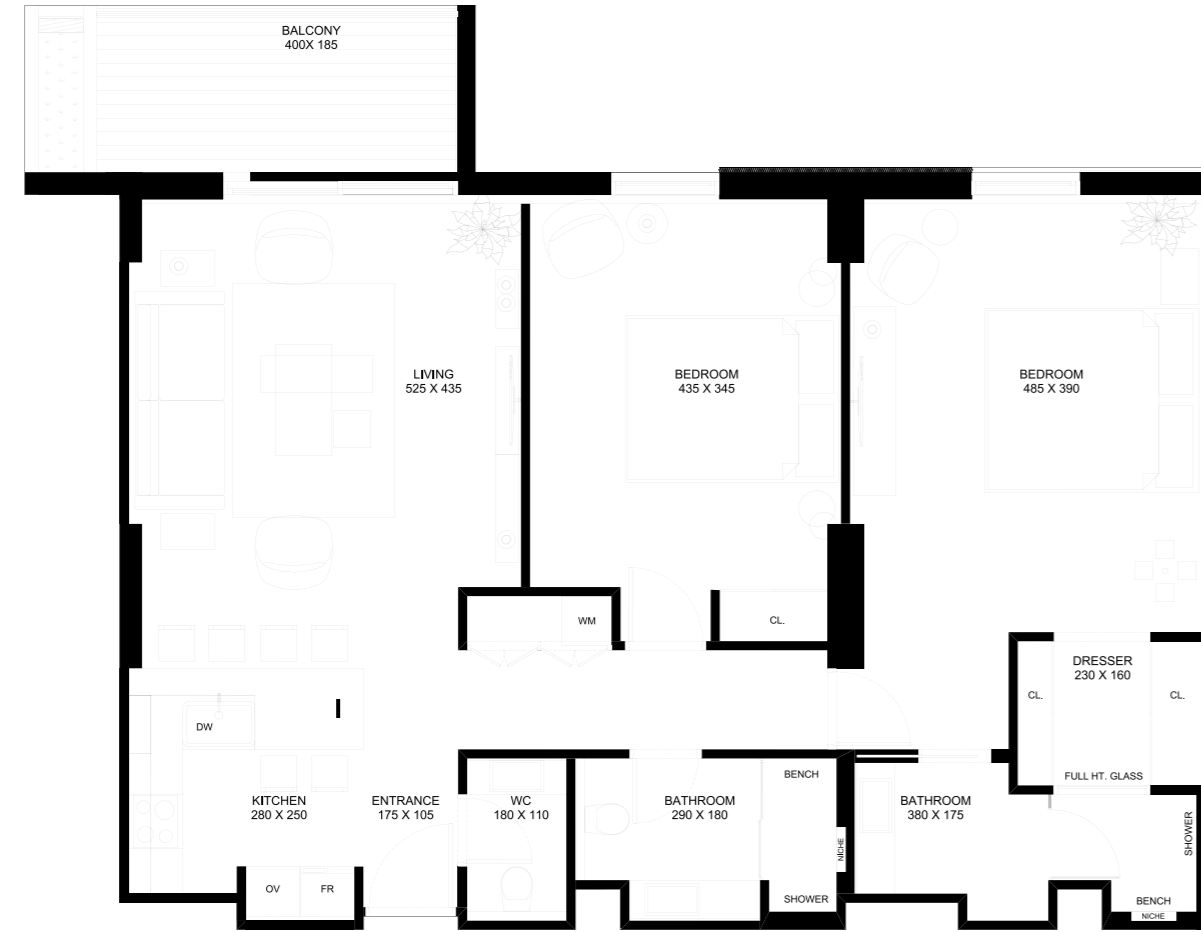 BALCONY
400X 185
LIVING
525 X 435
BEDROOM
435 X 345
BEDROOM
485 X 390
WM
CL.
DRESSER
230 X 160
CL.
CL.
FULL HT. GLASS
DW
KITCHEN
280 X 250
ENTRANCE
175 X 105
WC
180 X 110
BATHROOM
290 X 180
BENCH
NICHE
SHOWER
BATHROOM
380 X 175
SHOWER
BENCH
NICHE
OV
FR